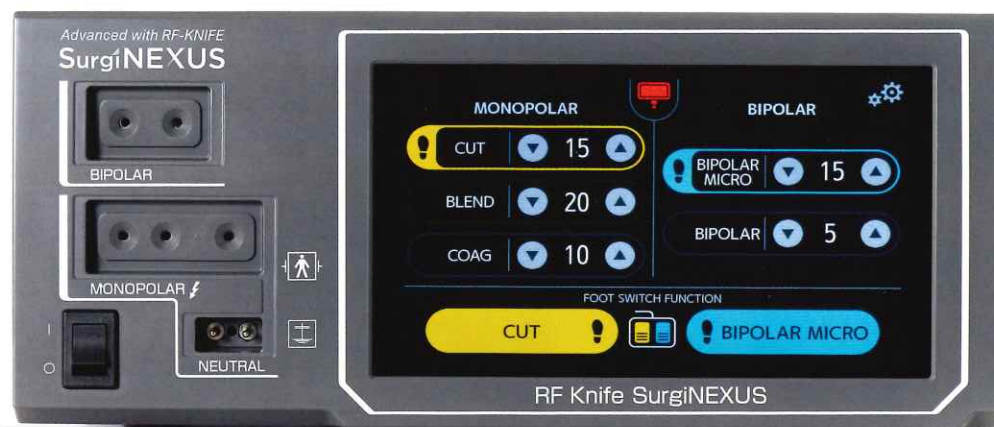 Advanced with RF-KNIFE
SurgiNEXUS
BIPOLAR
MONOPOLAR
NEUTRAL
I
O
MONOPOLAR
CUT 15
BLEND 20
COAG 10
BIPOLAR
BIPOLAR MICRO 15
BIPOLAR 5
FOOT SWITCH FUNCTION
CUT
BIPOLAR MICRO
RF Knife SurgiNEXUS